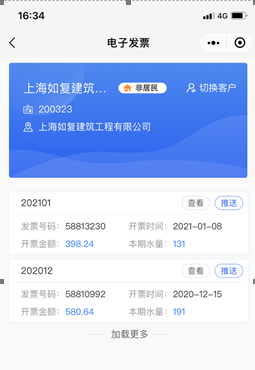 16:34
4G
电子发票
上海如复建筑... 非居民 切换客户
200323
上海如复建筑工程有限公司
202101 查看 推送
发票号码: 58813230 开票时间: 2021-01-08
开票金额: 398.24 本期水量: 131
202012 查看 推送
发票号码: 58810992 开票时间: 2020-12-15
开票金额: 580.64 本期水量: 191
加载更多